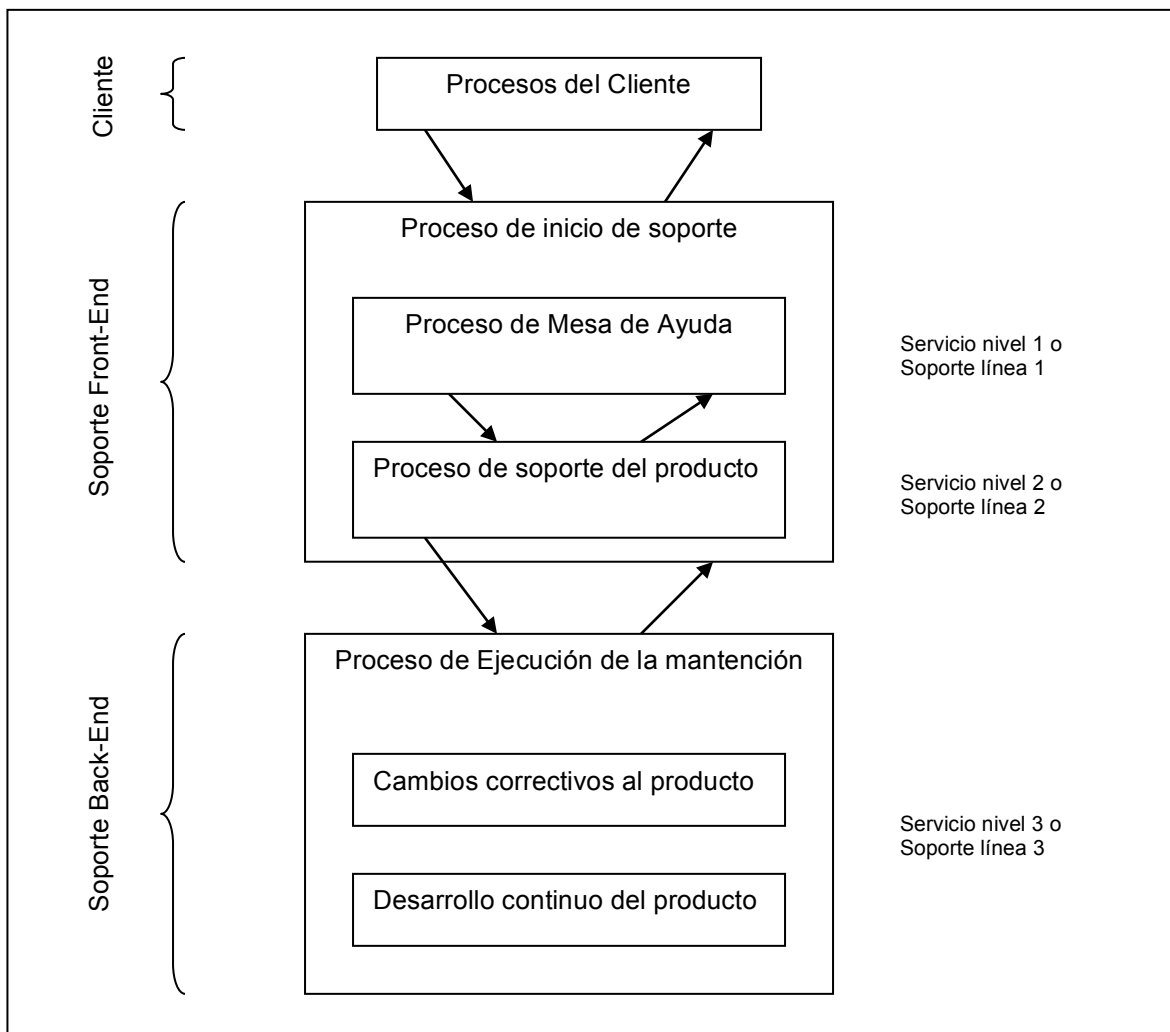 Cliente
Procesos del Cliente
Soporte Front-End
Proceso de inicio de soporte
Proceso de Mesa de Ayuda
Servicio nivel 1 o
Soporte línea 1
Proceso de soporte del producto
Servicio nivel 2 o
Soporte línea 2
Soporte Back-End
Proceso de Ejecución de la mantención
Cambios correctivos al producto
Servicio nivel 3 o
Soporte línea 3
Desarrollo continuo del producto